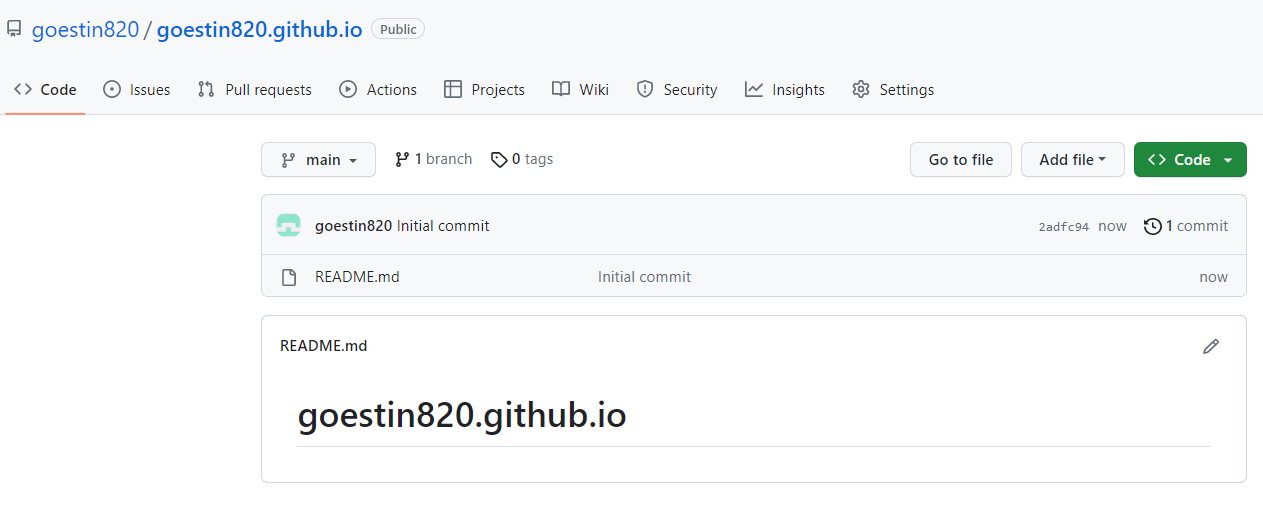 goestin820 / goestin820.github.io Public
Code Issues Pull requests Actions Projects Wiki Security Insights Settings
main 1 branch 0 tags Go to file Add file Code
goestin820 Initial commit 2adfc94 now 1 commit
README.md Initial commit now
README.md
goestin820.github.io